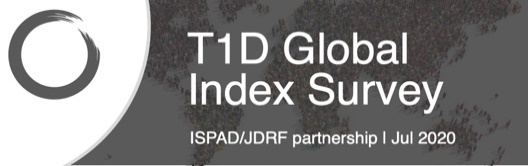 T1D Global
Index Survey
ISPAD/JDRF partnership | Jul 2020